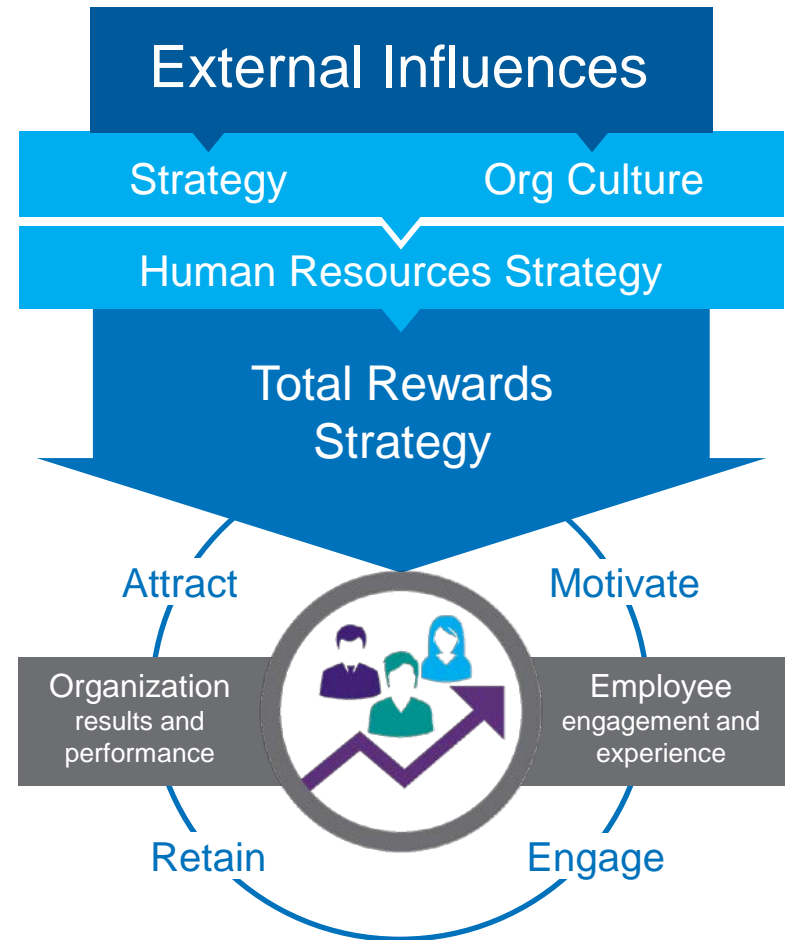 External Influences
Strategy
Org Culture
Human Resources Strategy
Total Rewards
Strategy
Attract
Motivate
Organization
results and
performance
Employee
engagement and
experience
Retain
Engage